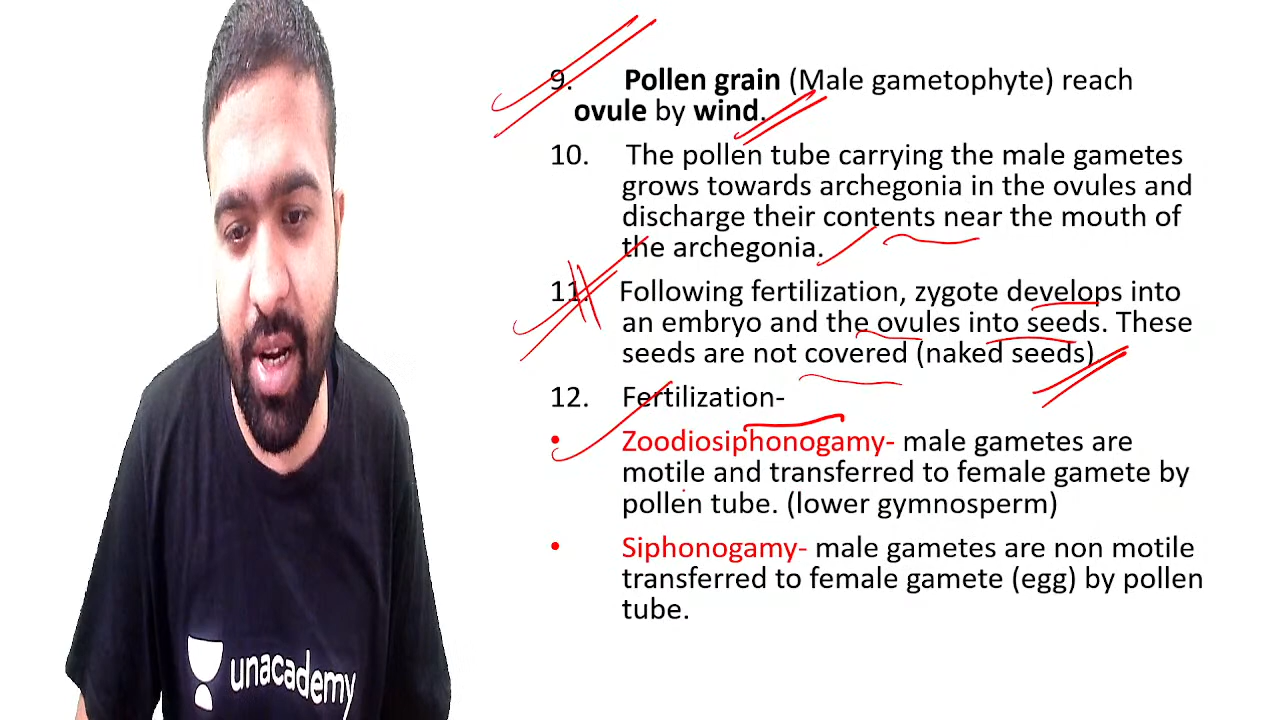 9. Pollen grain (Male gametophyte) reach
ovule by wind.
10. The pollen tube carrying the male gametes
grows towards archegonia in the ovules and
discharge their contents near the mouth of
the archegonia.
11. Following fertilization, zygote develops into
an embryo and the ovules into seeds. These
seeds are not covered (naked seeds)
12. Fertilization-
• Zoodiosiphonogamy- male gametes are
motile and transferred to female gamete by
pollen tube. (lower gymnosperm)
• Siphonogamy- male gametes are non motile
transferred to female gamete (egg) by pollen
tube.
unacademy